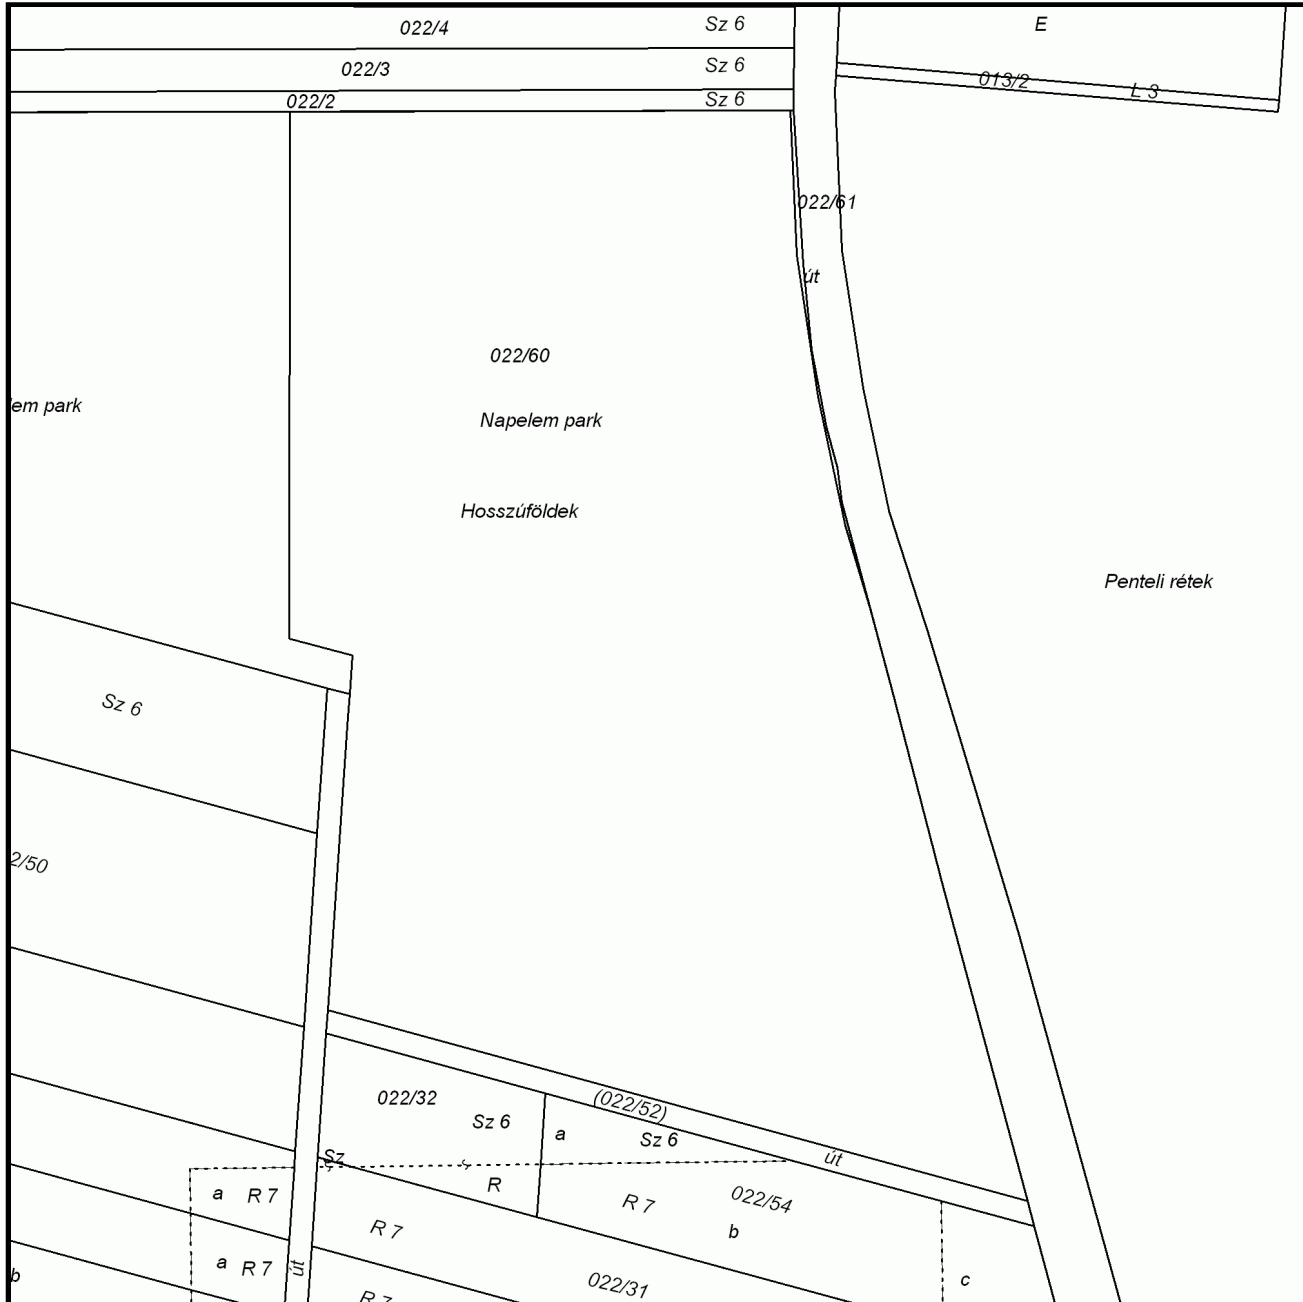 022/4
Sz 6
E
022/3
Sz 6
013/2
L 3
022/2
Sz 6
022/61
út
022/60
lem park
Napelem park
Hosszúföldek
Penteli rétek
Sz 6
2/50
022/32
(022/52)
Sz 6
a
Sz 6
út
Sz
R
a
R 7
R 7
022/54
R 7
b
a
R 7
út
022/31
c
b
R 7